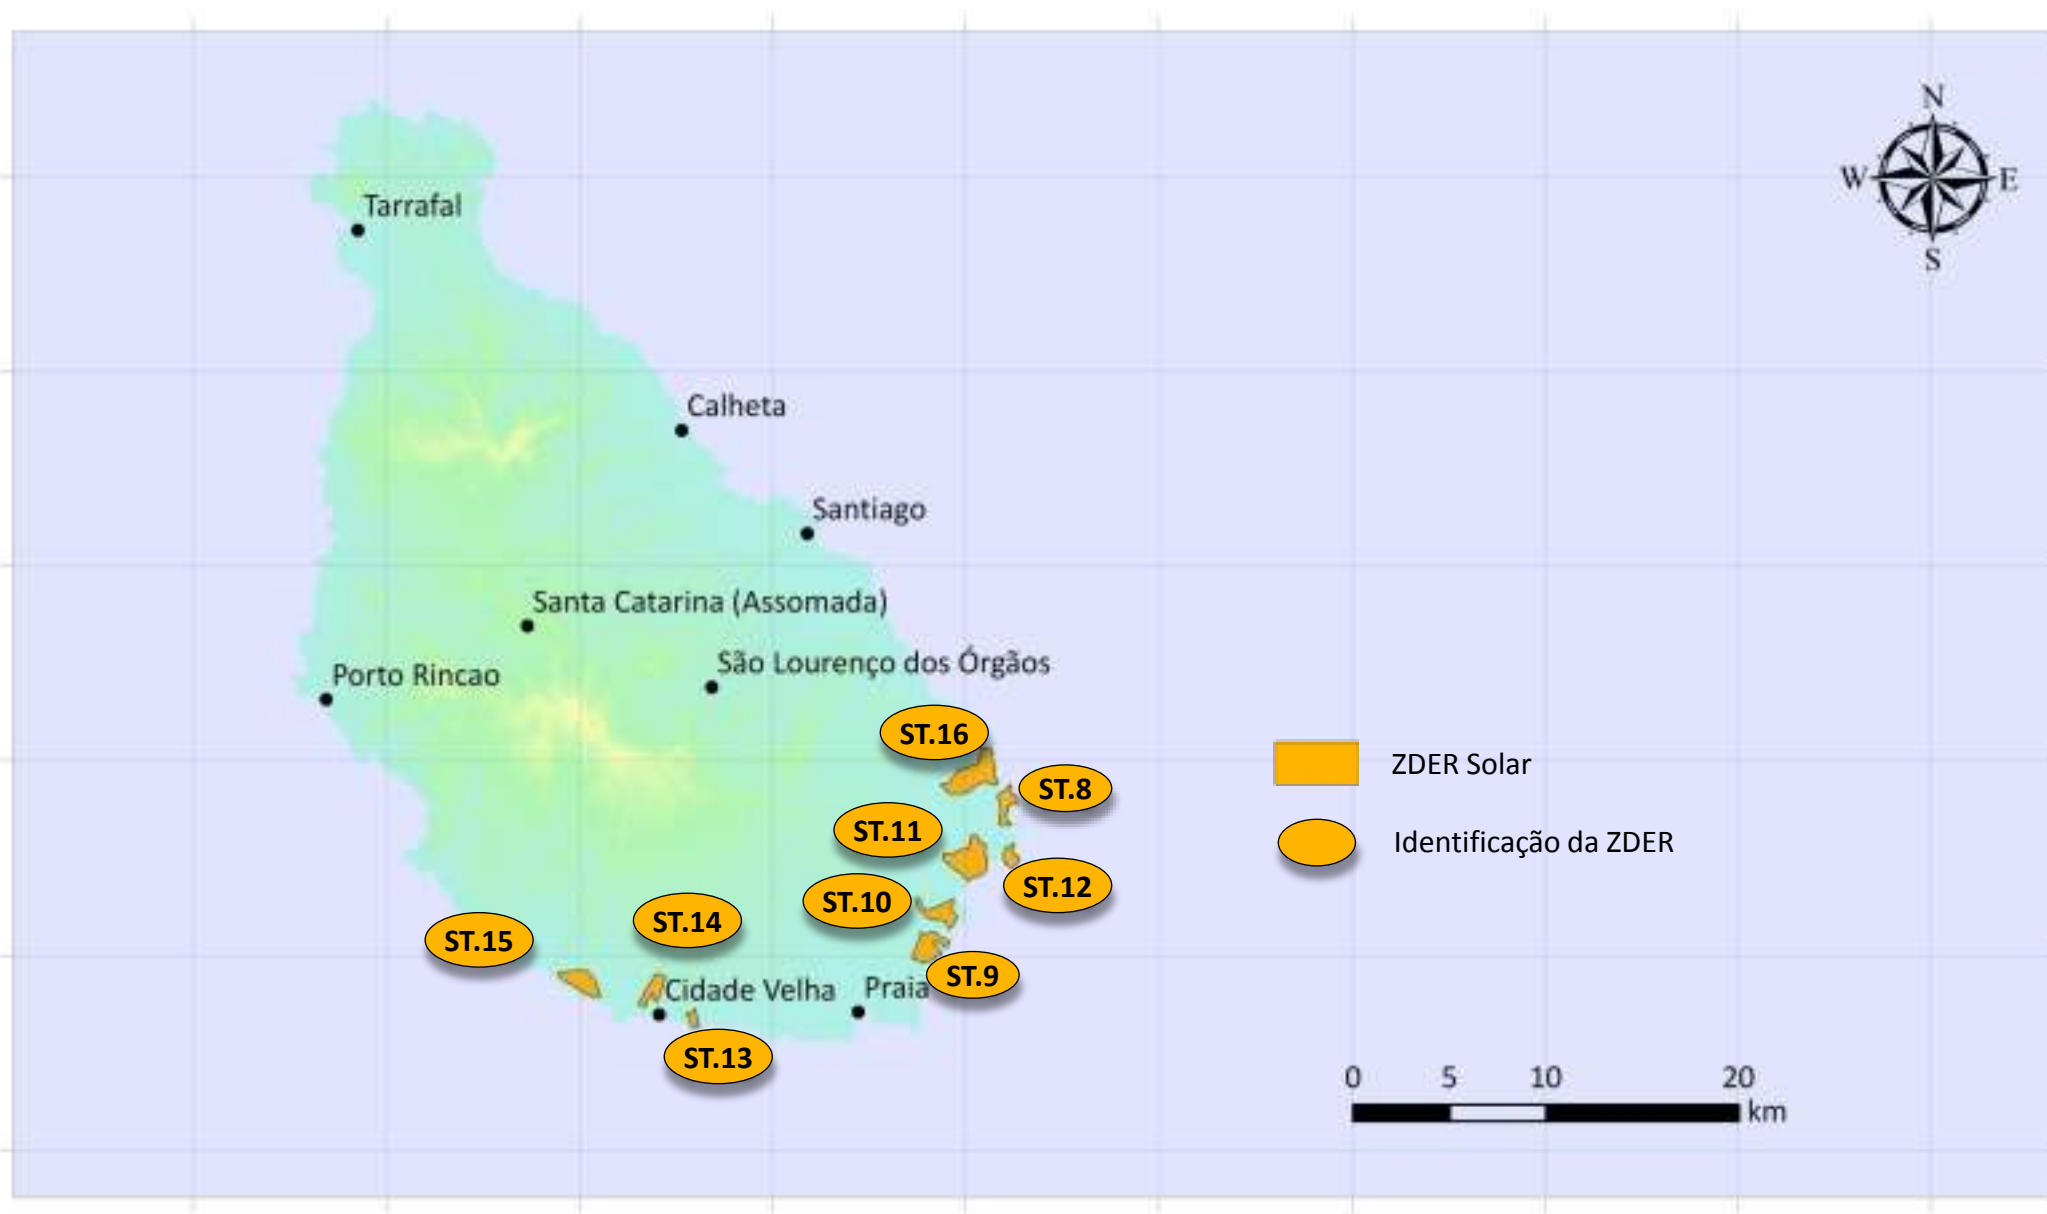 N
W
E
S
Tarrafal
Calheta
Santiago
Santa Catarina (Assomada)
São Lourenço dos Órgãos
Porto Rincao
ST.16
ST.8
ST.11
ST.12
ST.10
ST.14
ST.15
ST.9
Cidade Velha
Praia
ST.13
ZDER Solar
Identificação da ZDER
0 5 10 20
km